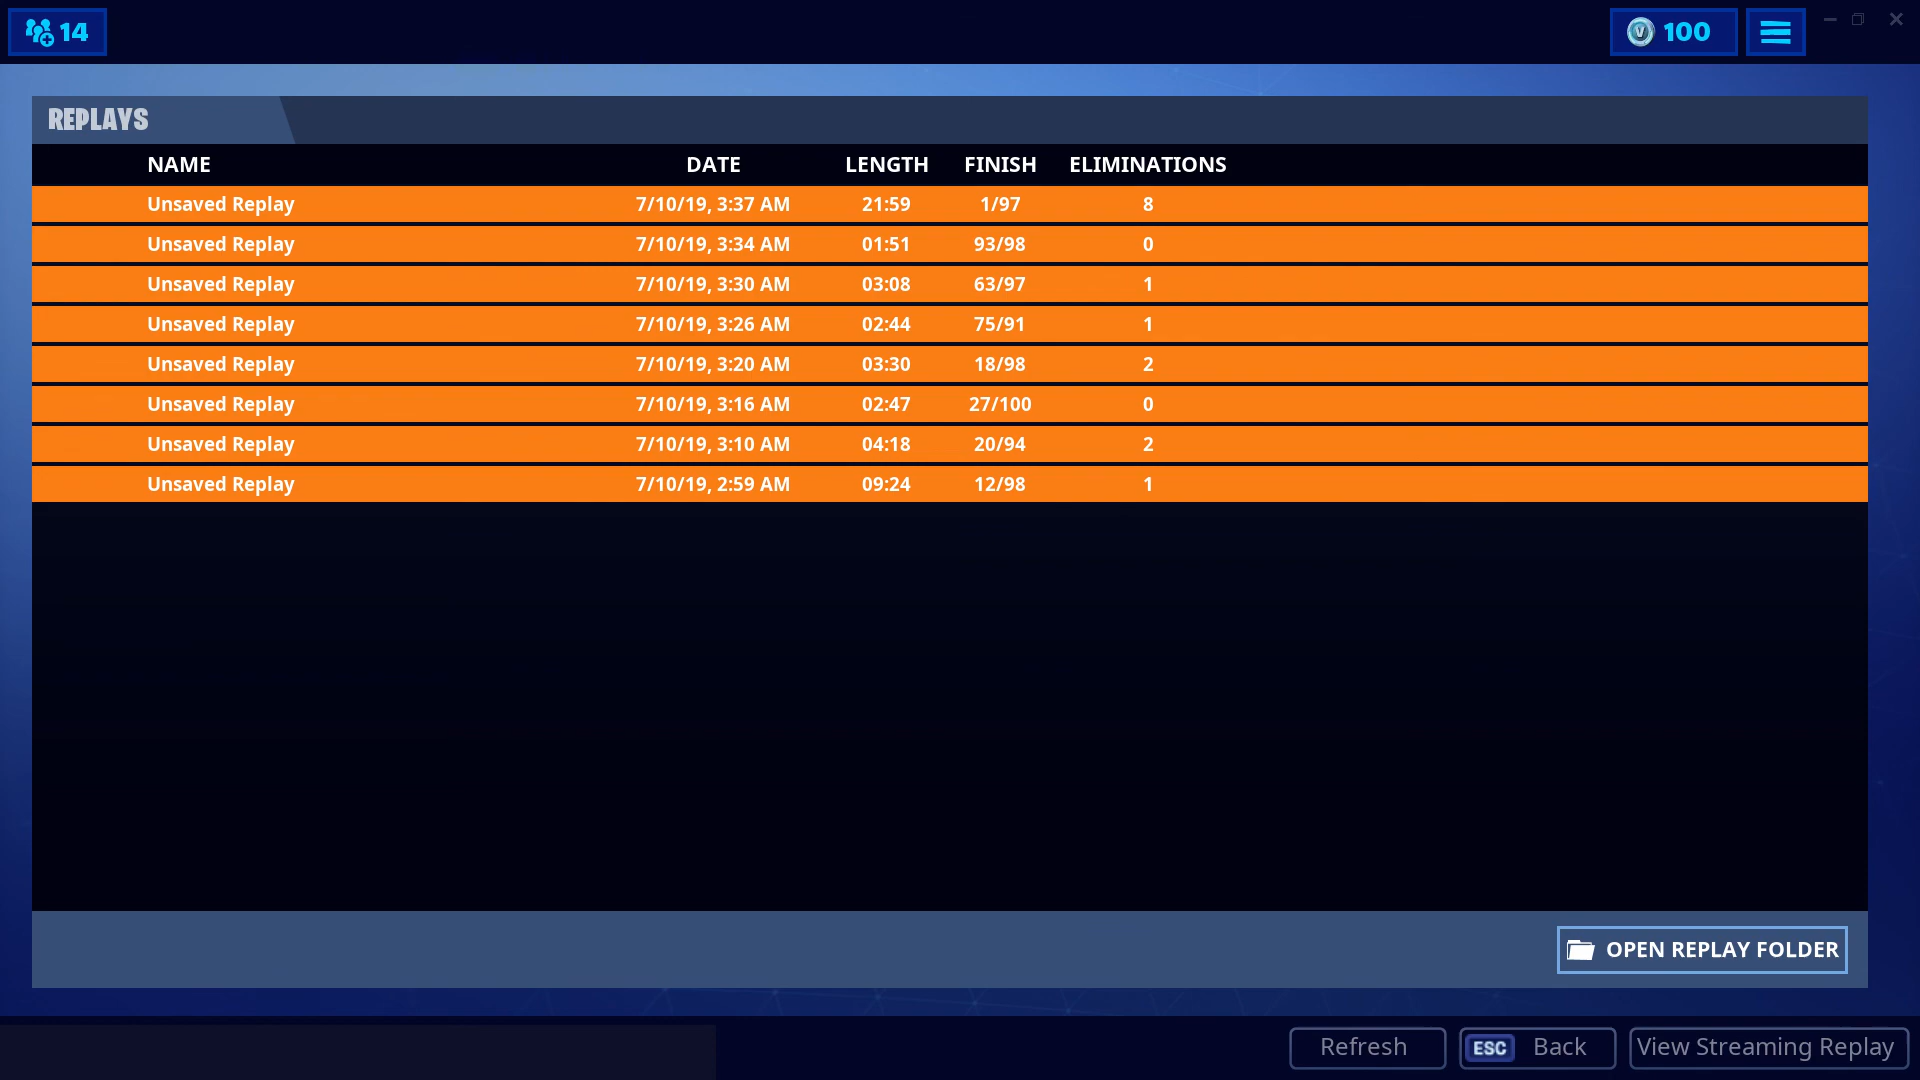 14
100
REPLAYS
NAME DATE LENGTH FINISH ELIMINATIONS
Unsaved Replay 7/10/19, 3:37 AM 21:59 1/97 8
Unsaved Replay 7/10/19, 3:34 AM 01:51 93/98 0
Unsaved Replay 7/10/19, 3:30 AM 03:08 63/97 1
Unsaved Replay 7/10/19, 3:26 AM 02:44 75/91 1
Unsaved Replay 7/10/19, 3:20 AM 03:30 18/98 2
Unsaved Replay 7/10/19, 3:16 AM 02:47 27/100 0
Unsaved Replay 7/10/19, 3:10 AM 04:18 20/94 2
Unsaved Replay 7/10/19, 2:59 AM 09:24 12/98 1
OPEN REPLAY FOLDER
Refresh ESC Back View Streaming Replay